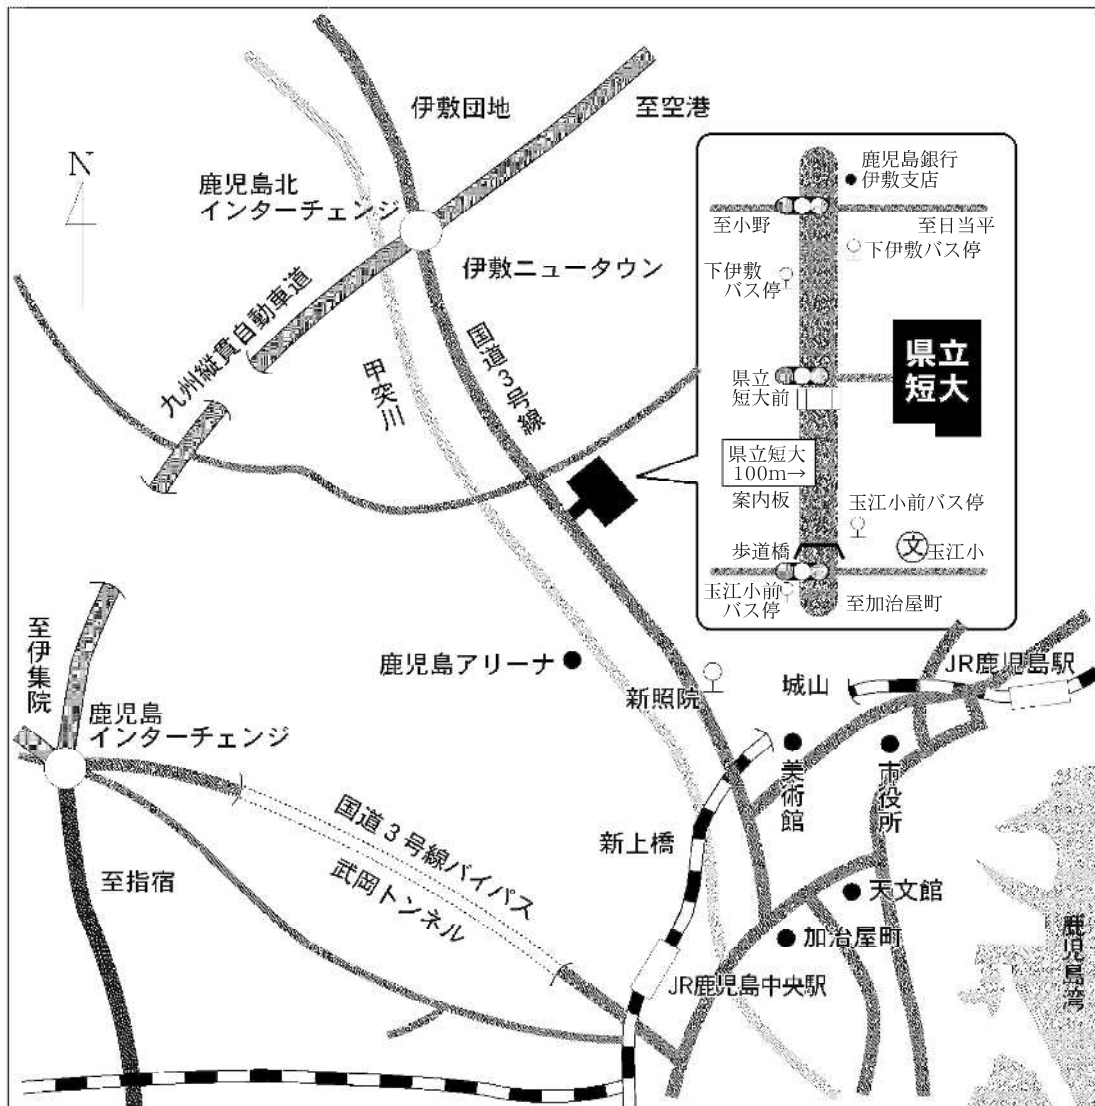 伊敷団地
至空港
N
鹿児島北
インターチェンジ
伊敷ニュータウン
九州縦貫自動車道
甲突川
国道3号線
鹿児島銀行
伊敷支店
至小野
至日当平
下伊敷バス停
下伊敷
バス停
県立
短大
県立
短大前
県立短大
100m→
案内板
玉江小前バス停
歩道橋
文
玉江小
玉江小前
バス停
至加治屋町
至伊集院
鹿児島
インターチェンジ
鹿児島アリーナ
新照院
城山
JR鹿児島駅
美術館
市役所
国道3号線バイパス
武岡トンネル
新上橋
至指宿
天文館
加治屋町
JR鹿児島中央駅
鹿児島湾